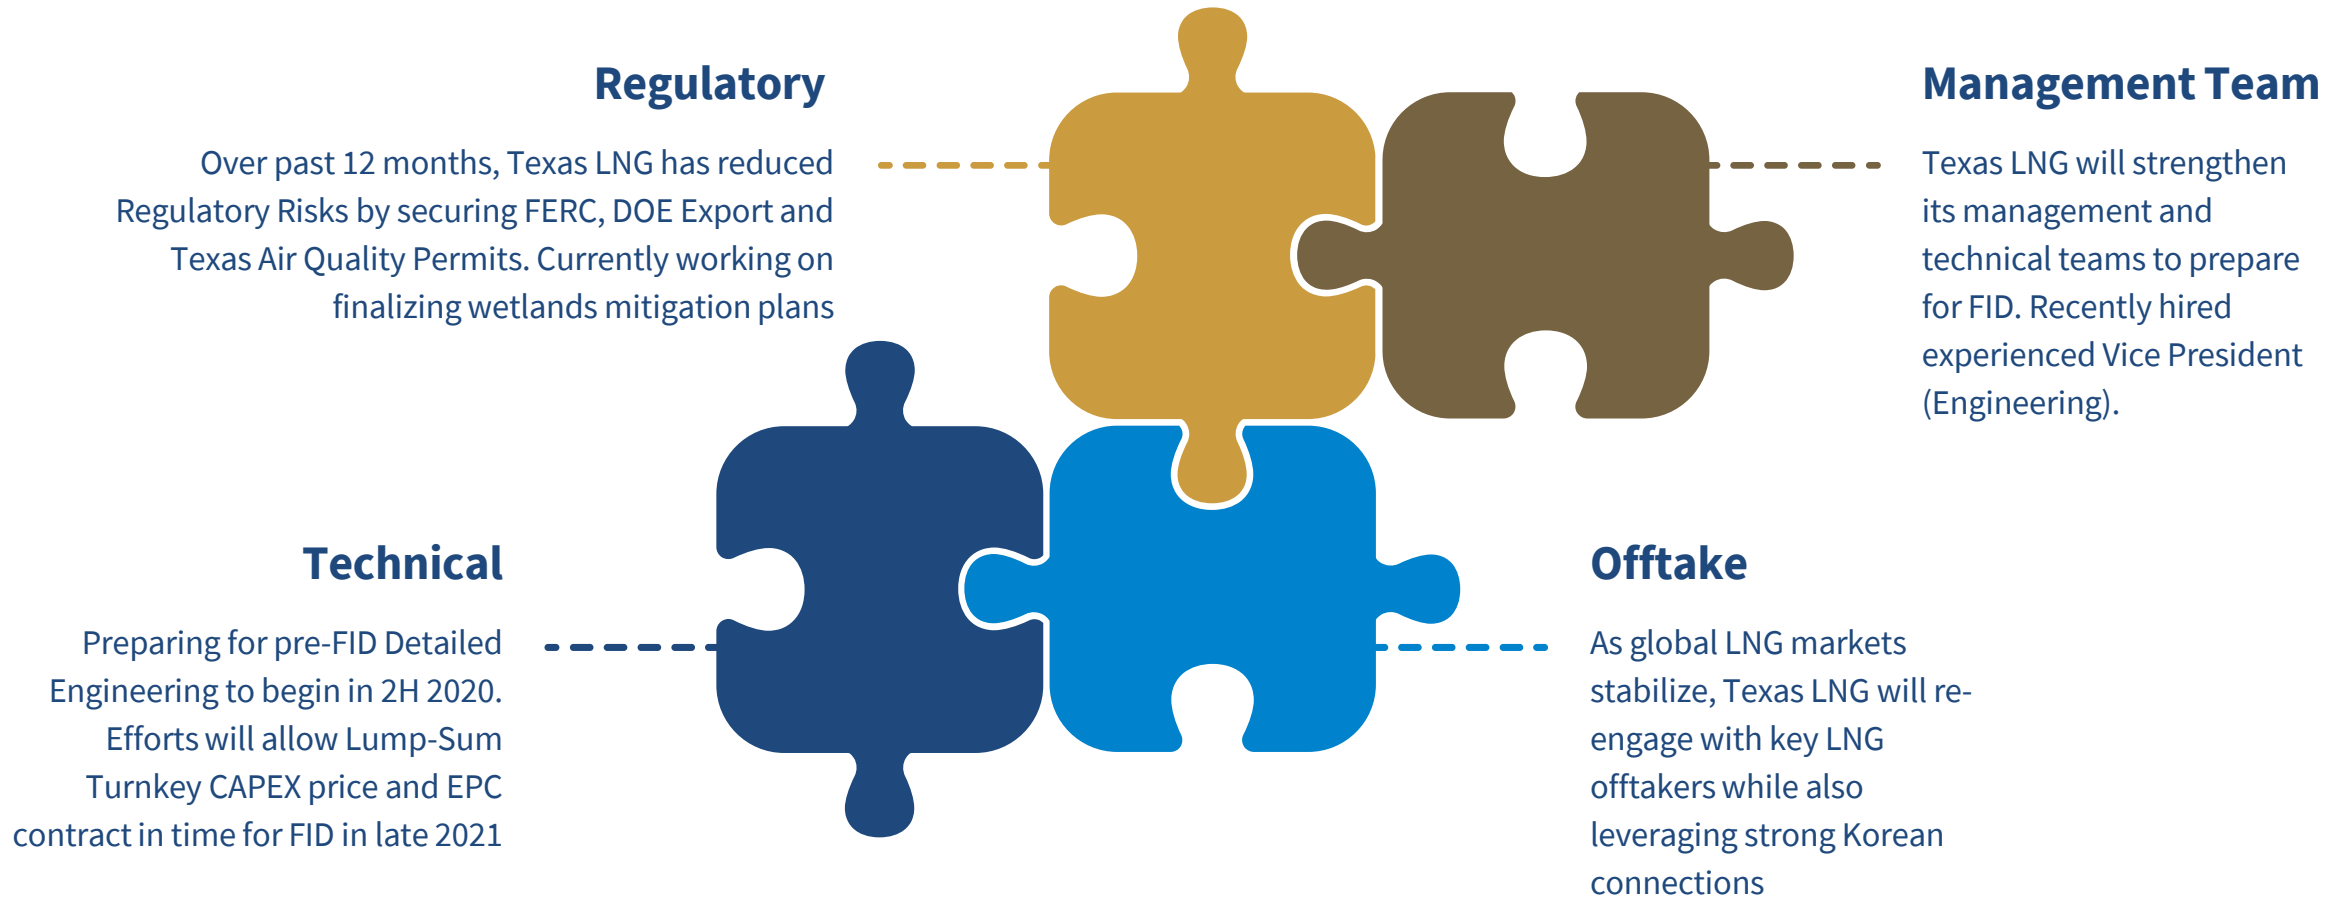 Regulatory
Over past 12 months, Texas LNG has reduced
Regulatory Risks by securing FERC, DOE Export and
Texas Air Quality Permits. Currently working on
finalizing wetlands mitigation plans
Management Team
Texas LNG will strengthen
its management and
technical teams to prepare
for FID. Recently hired
experienced Vice President
(Engineering).
Technical
Preparing for pre-FID Detailed
Engineering to begin in 2H 2020.
Efforts will allow Lump-Sum
Turnkey CAPEX price and EPC
contract in time for FID in late 2021
Offtake
As global LNG markets
stabilize, Texas LNG will re-
engage with key LNG
offtakers while also
leveraging strong Korean
connections